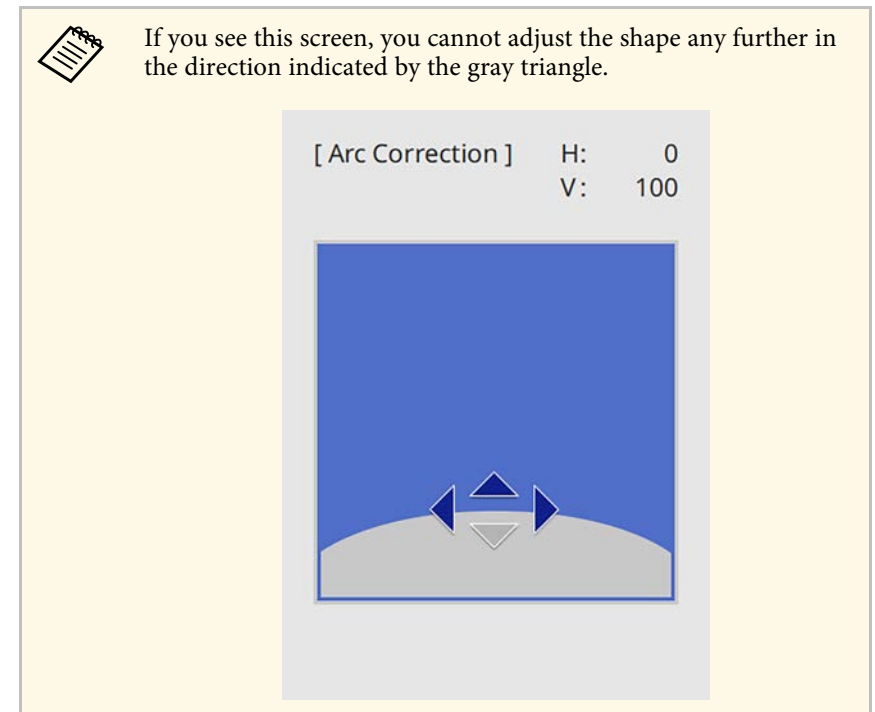 If you see this screen, you cannot adjust the shape any further in
the direction indicated by the gray triangle.
[ Arc Correction ] H: 0
V: 100